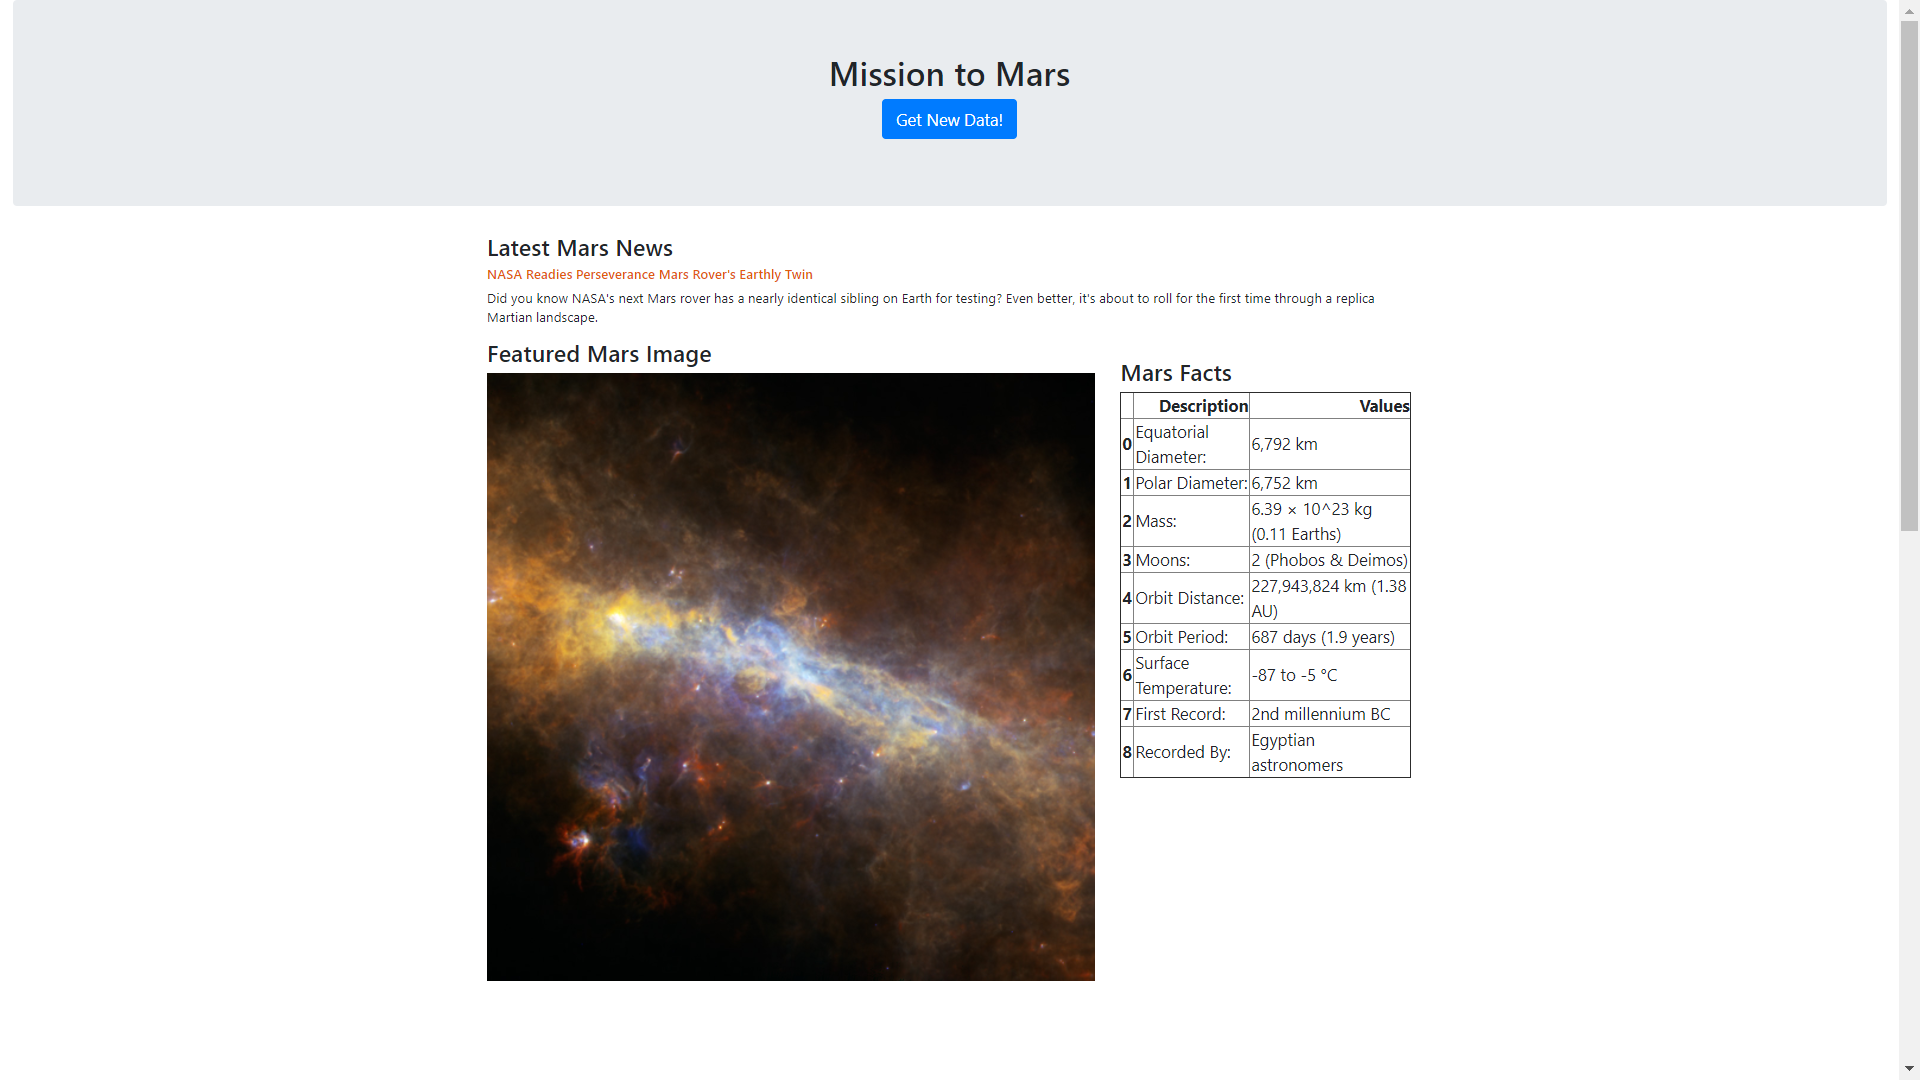 Mission to Mars
Get New Data!
Latest Mars News
NASA Readies Perseverance Mars Rover's Earthly Twin
Did you know NASA's next Mars rover has a nearly identical sibling on Earth for testing? Even better, it's about to roll for the first time through a replica
Martian landscape.
Featured Mars Image
Mars Facts
Description Values
0 Equatorial Diameter: 6,792 km
1 Polar Diameter: 6,752 km
2 Mass: 6.39 × 10^23 kg (0.11 Earths)
3 Moons: 2 (Phobos & Deimos)
4 Orbit Distance: 227,943,824 km (1.38 AU)
5 Orbit Period: 687 days (1.9 years)
6 Surface Temperature: -87 to -5 °C
7 First Record: 2nd millennium BC
8 Recorded By: Egyptian astronomers